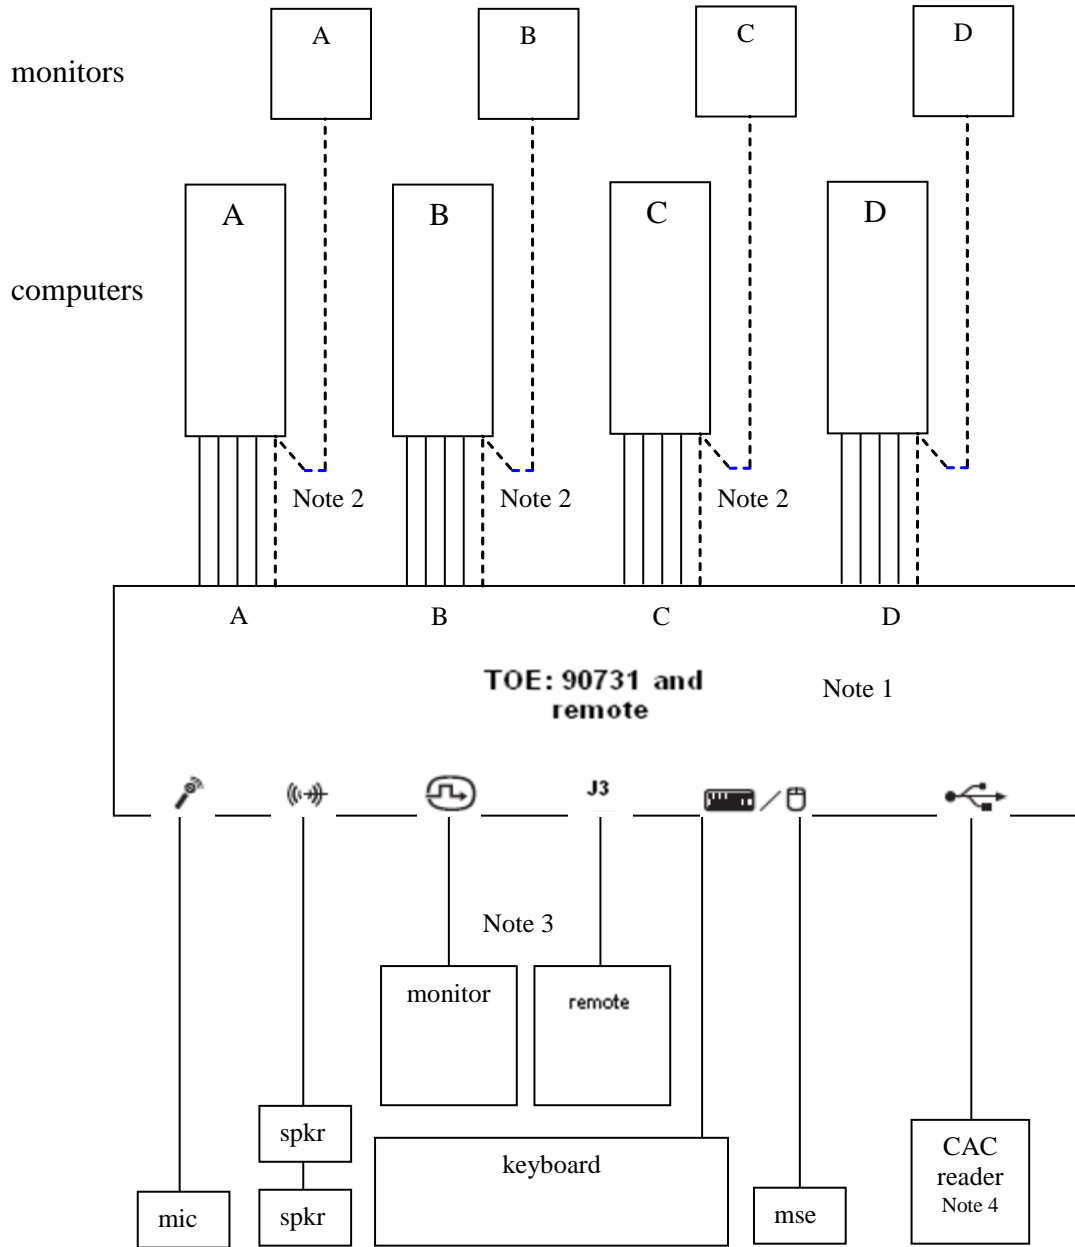 A
B
C
D
monitors
A
B
C
D
computers
Note 2
Note 2
Note 2
A
B
C
D
TOE: 90731 and
remote
Note 1
J3
Note 3
monitor
remote
spkr
keyboard
CAC
reader
Note 4
mic
spkr
mse